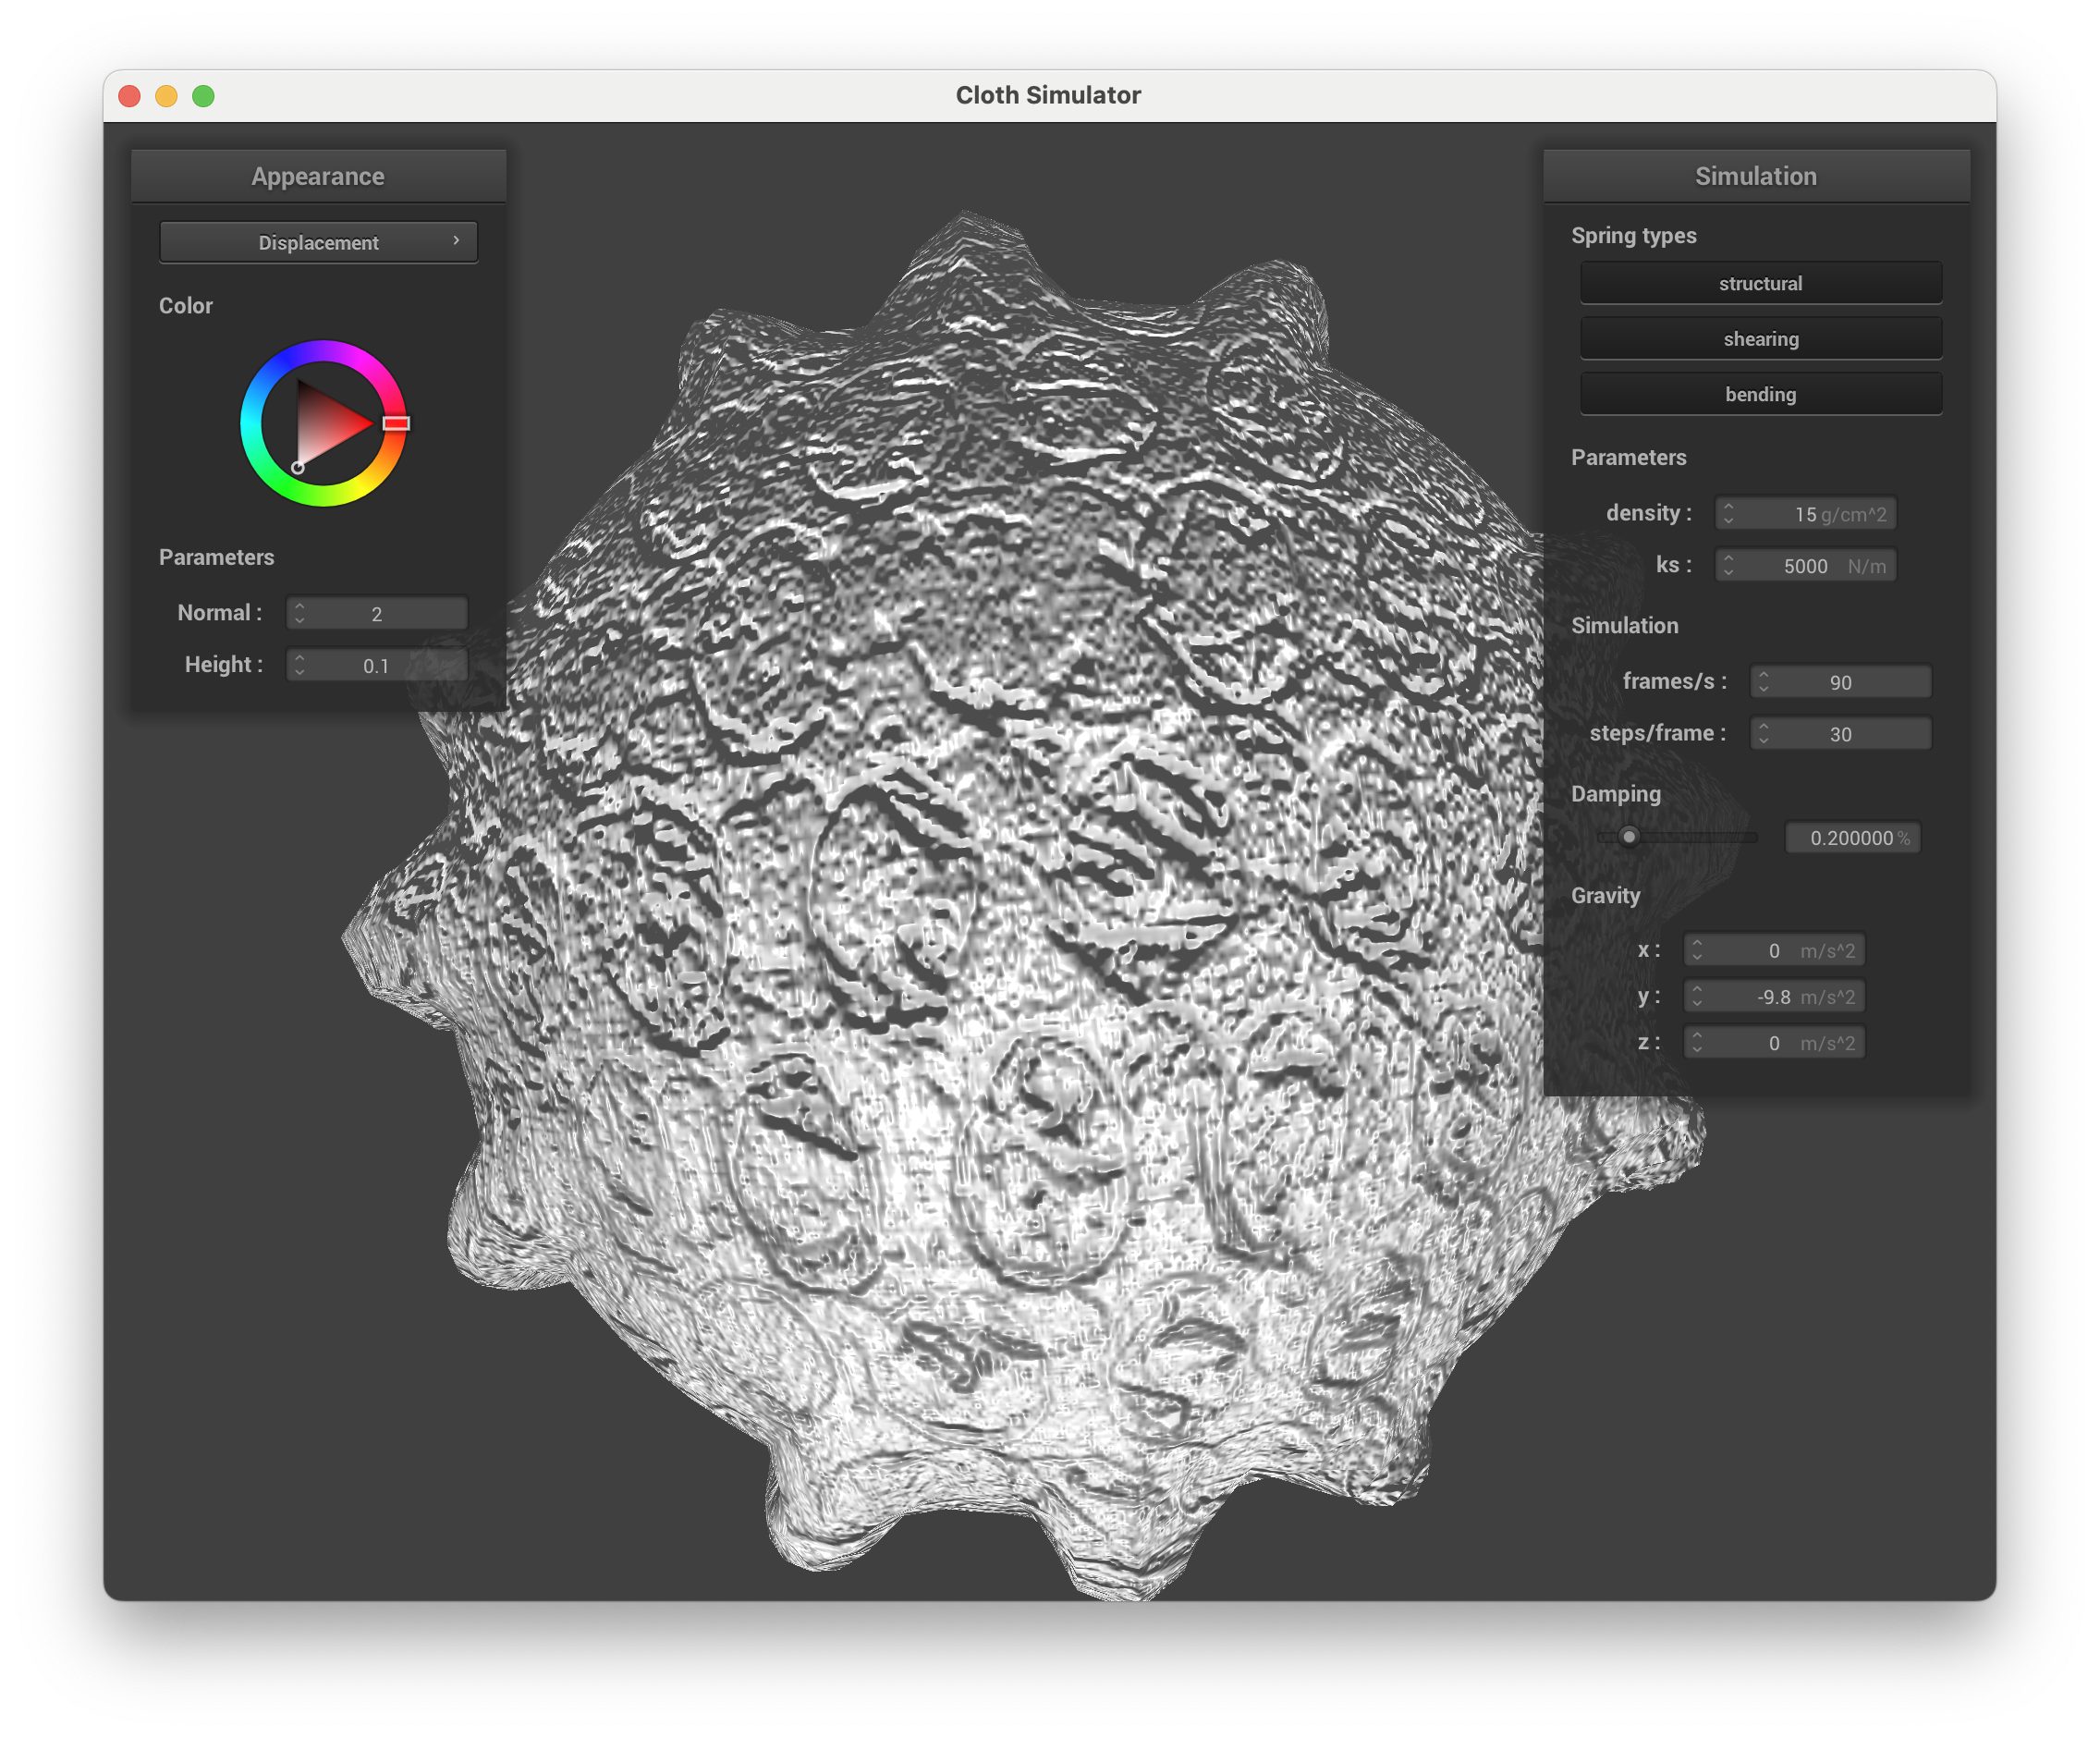 Cloth Simulator
Appearance
Displacement
Color
Parameters
Normal : 2
Height : 0.1
Simulation
Spring types
structural
shearing
bending
Parameters
density : 15 g/cm^2
ks : 5000 N/m
Simulation
frames/s : 90
steps/frame : 30
Damping
0.200000 %
Gravity
x : 0 m/s^2
y : -9.8 m/s^2
z : 0 m/s^2